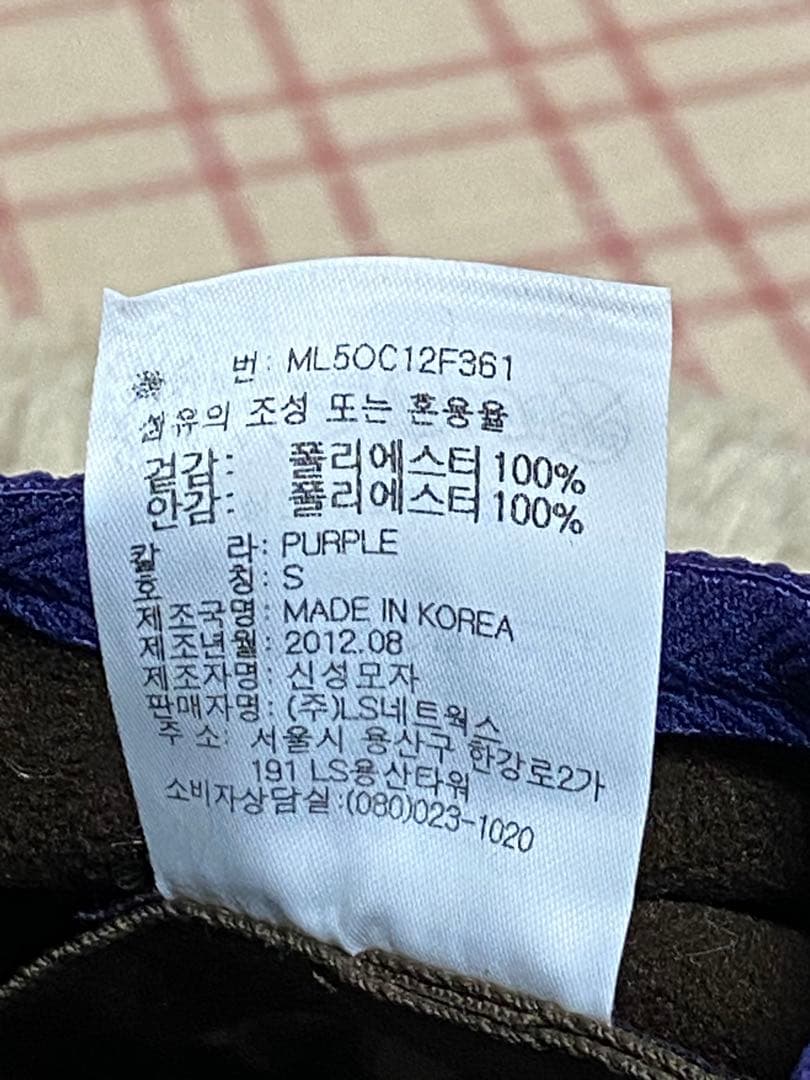 번: ML5OC12F361
섬유의 조성 또는 혼용율
겉감: 폴리에스터 100%
안감: 폴리에스터 100%
칼 라: PURPLE
호 칭: S
제조국명: MADE IN KOREA
제조년월: 2012.08
제조자명: 신성모자
판매자명: (주)LS네트웍스
주 소: 서울시 용산구 한강로2가
191 LS용산타워
소비자상담실:(080)023-1020